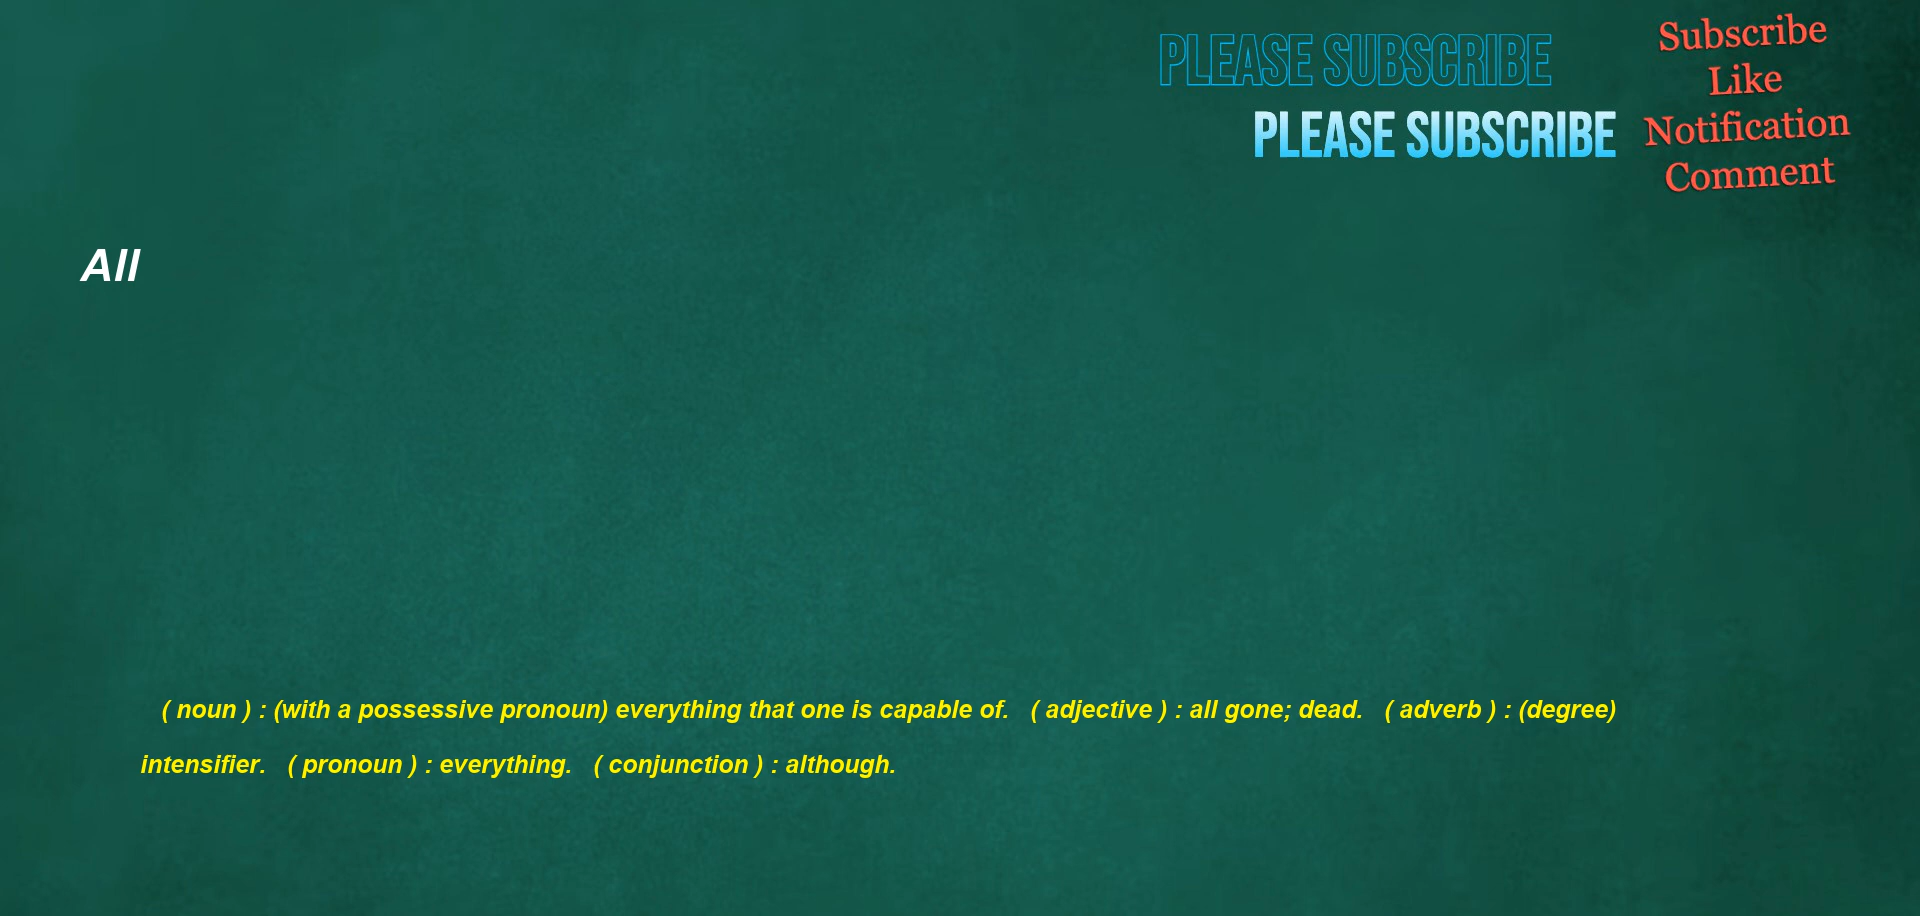 PLEASE SUBSCRIBE
PLEASE SUBSCRIBE
Subscribe
Like
Notification
Comment
All
( noun ) : (with a possessive pronoun) everything that one is capable of. ( adjective ) : all gone; dead. ( adverb ) : (degree)
intensifier. ( pronoun ) : everything. ( conjunction ) : although.